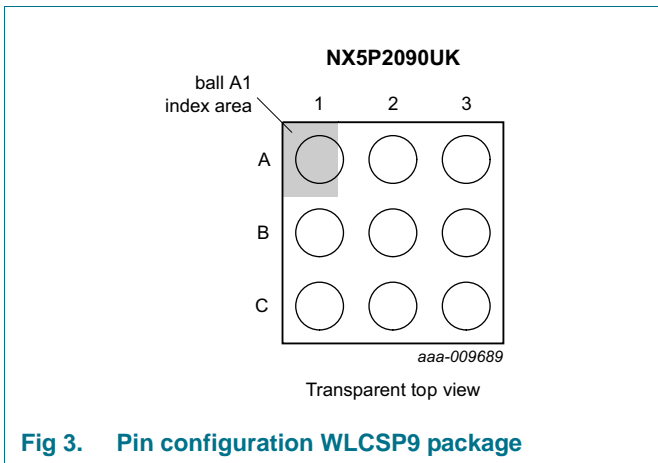 NX5P2090UK
ball A1
index area
1 2 3
A
B
C
aaa-009689
Transparent top view
Fig 3. Pin configuration WLCSP9 package